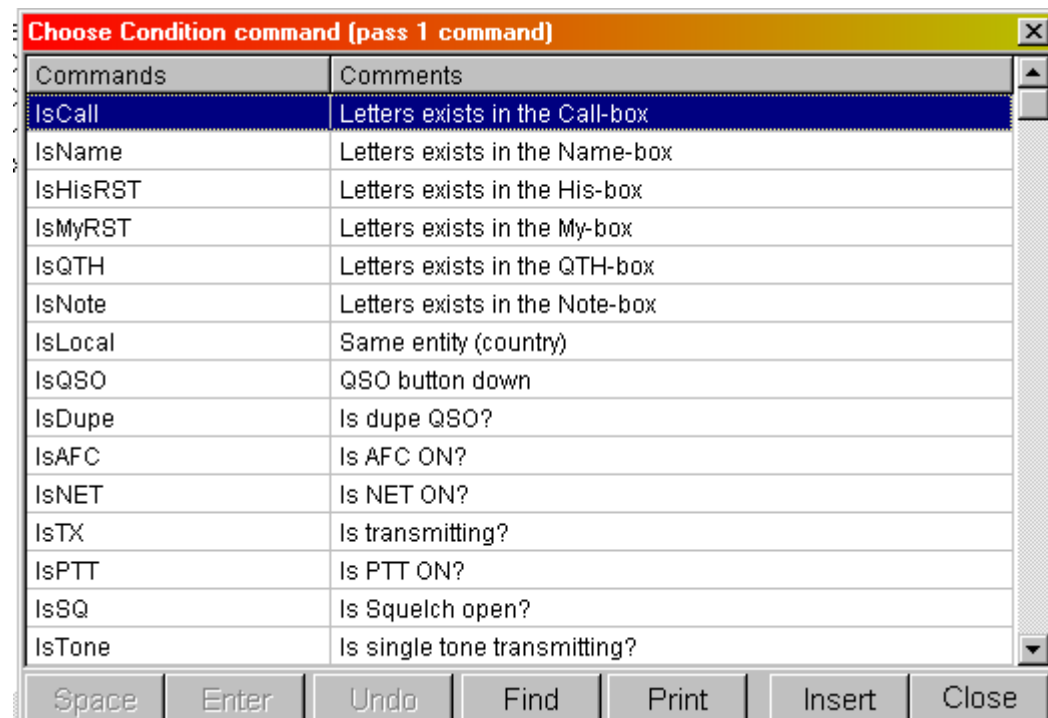 Choose Condition command (pass 1 command)
Commands Comments
IsCall Letters exists in the Call-box
IsName Letters exists in the Name-box
IsHisRST Letters exists in the His-box
IsMyRST Letters exists in the My-box
IsQTH Letters exists in the QTH-box
IsNote Letters exists in the Note-box
IsLocal Same entity (country)
IsQSO QSO button down
IsDupe Is dupe QSO?
IsAFC Is AFC ON?
IsNET Is NET ON?
IsTX Is transmitting?
IsPTT Is PTT ON?
IsSQ Is Squelch open?
IsTone Is single tone transmitting?
Space Enter Undo Find Print Insert Close